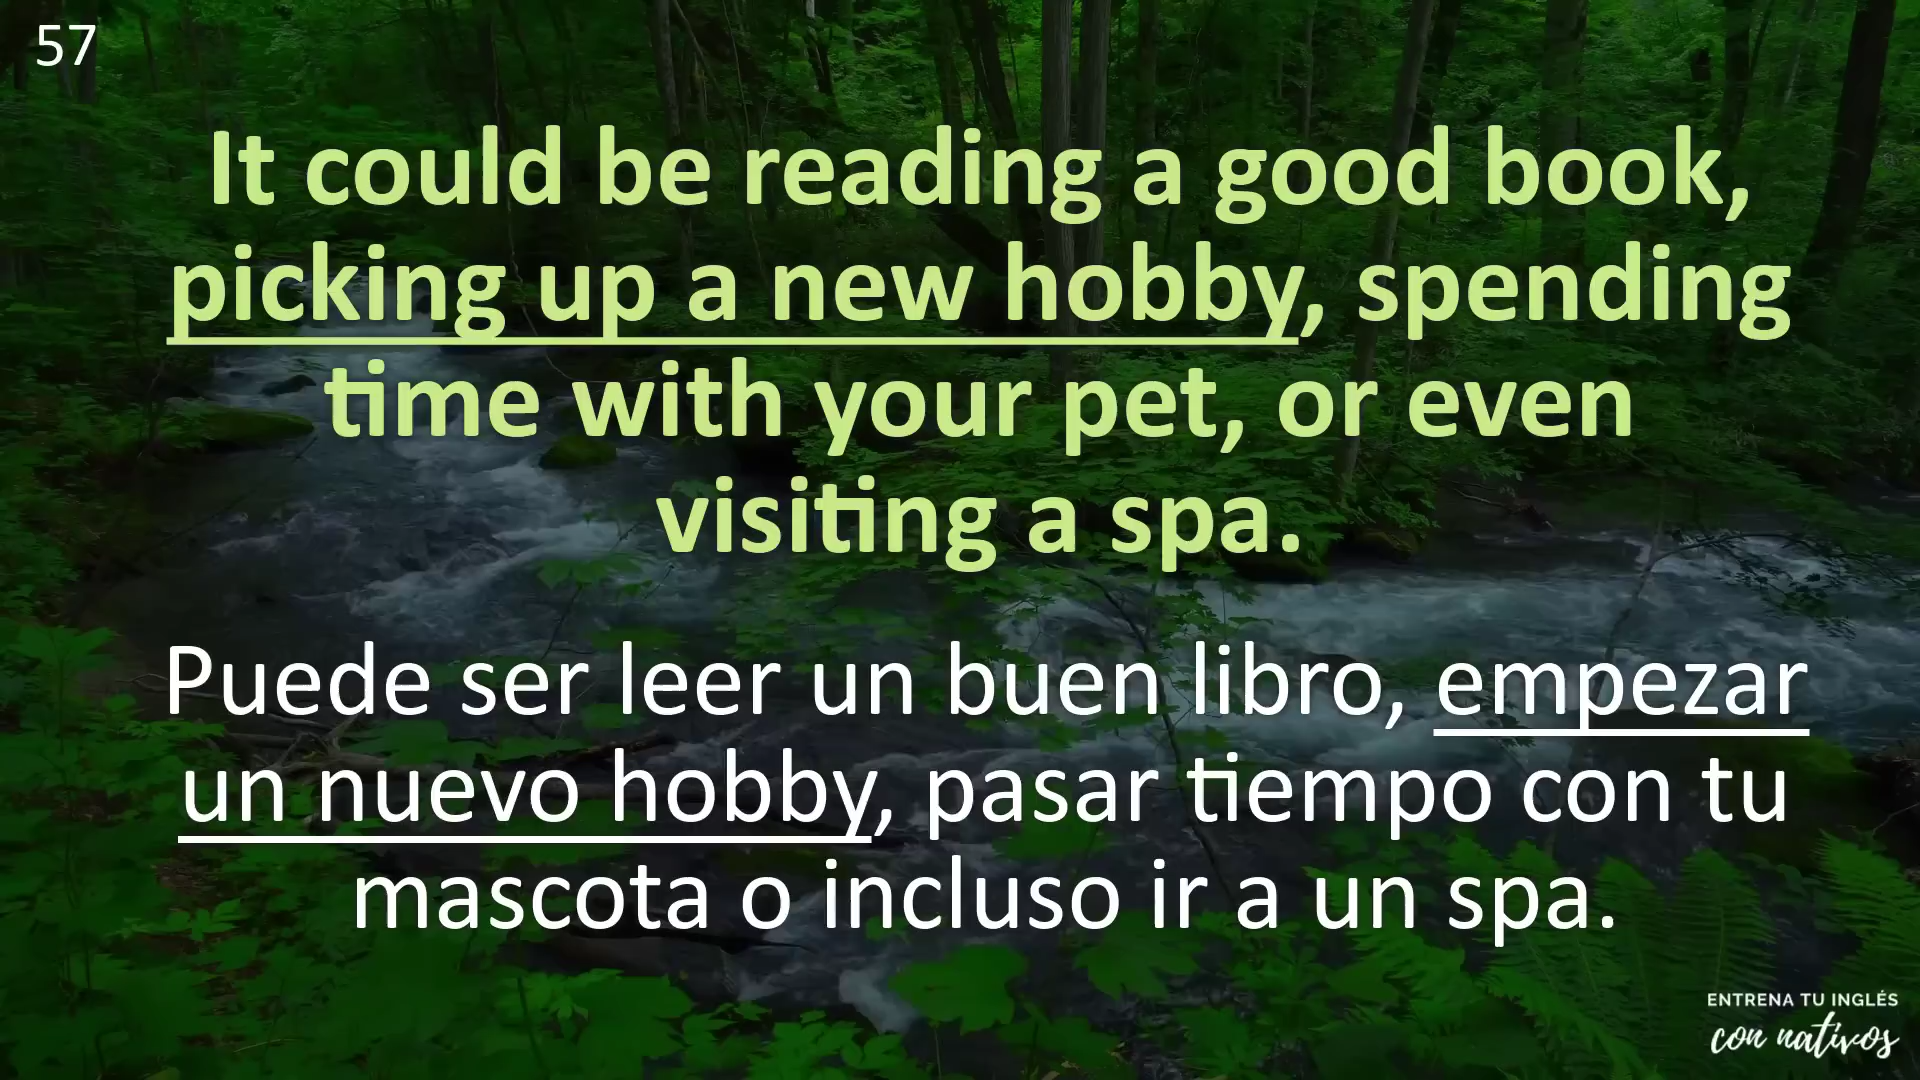 57
It could be reading a good book,
picking up a new hobby, spending
time with your pet, or even
visiting a spa.
Puede ser leer un buen libro, empezar
un nuevo hobby, pasar tiempo con tu
mascota o incluso ir a un spa.
ENTRENA TU INGLÉS
con nativos